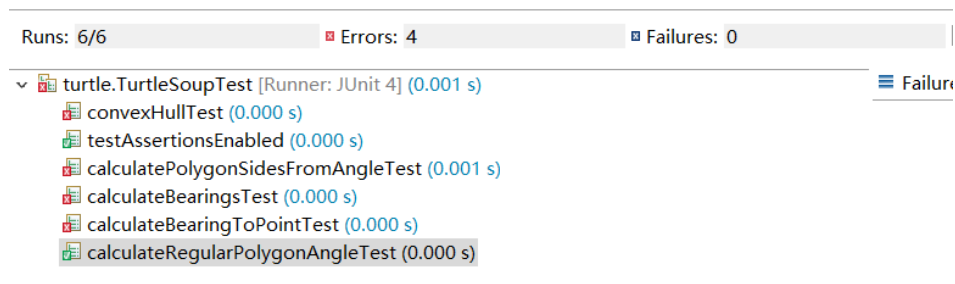 Runs: 6/6 Errors: 4 Failures: 0
turtle.TurtleSoupTest [Runner: JUnit 4] (0.001 s)
Failure
convexHullTest (0.000 s)
testAssertionsEnabled (0.000 s)
calculatePolygonSidesFromAngleTest (0.001 s)
calculateBearingsTest (0.000 s)
calculateBearingToPointTest (0.000 s)
calculateRegularPolygonAngleTest (0.000 s)